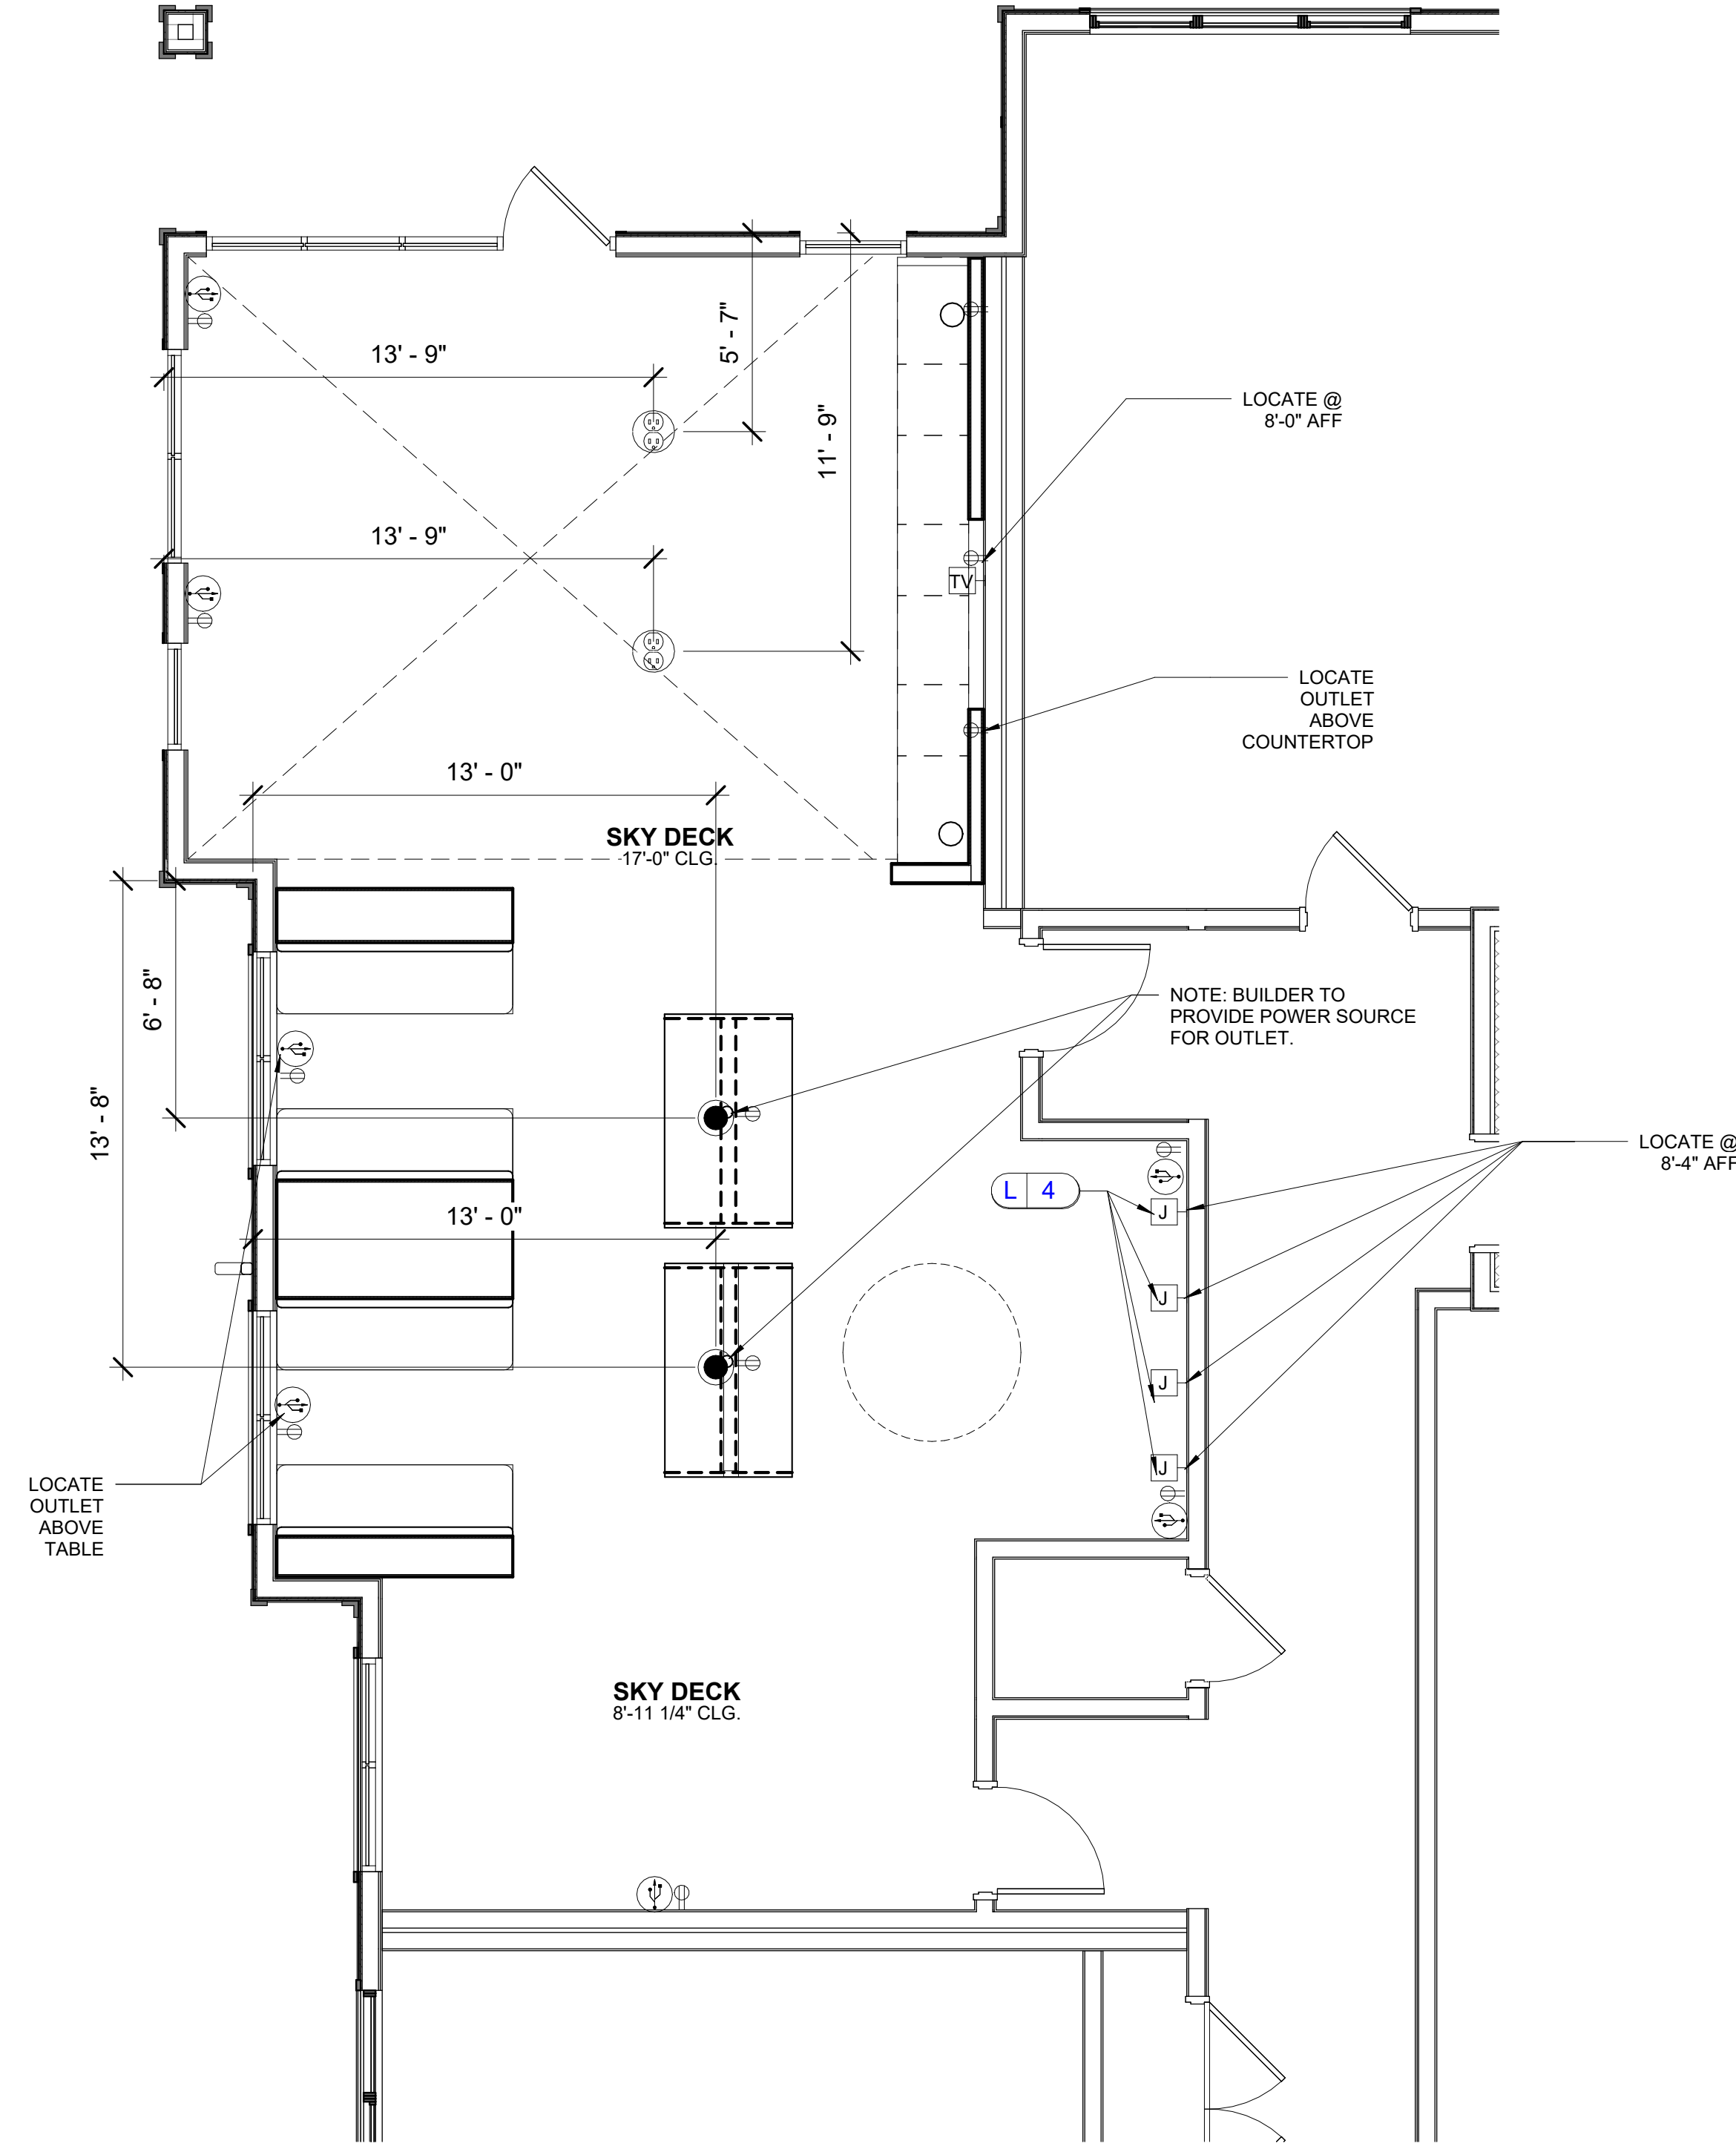 13' - 9"
5' - 7"
11' - 9"
LOCATE @
8'-0" AFF
13' - 9"
TV
LOCATE
OUTLET
ABOVE
COUNTERTOP
13' - 0"
SKY DECK
17'-0" CLG.
6' - 8"
13' - 8"
NOTE: BUILDER TO
PROVIDE POWER SOURCE
FOR OUTLET.
LOCATE @
8'-4" AFF
L 4
J
13' - 0"
J
J
J
LOCATE
OUTLET
ABOVE
TABLE
SKY DECK
8'-11 1/4" CLG.